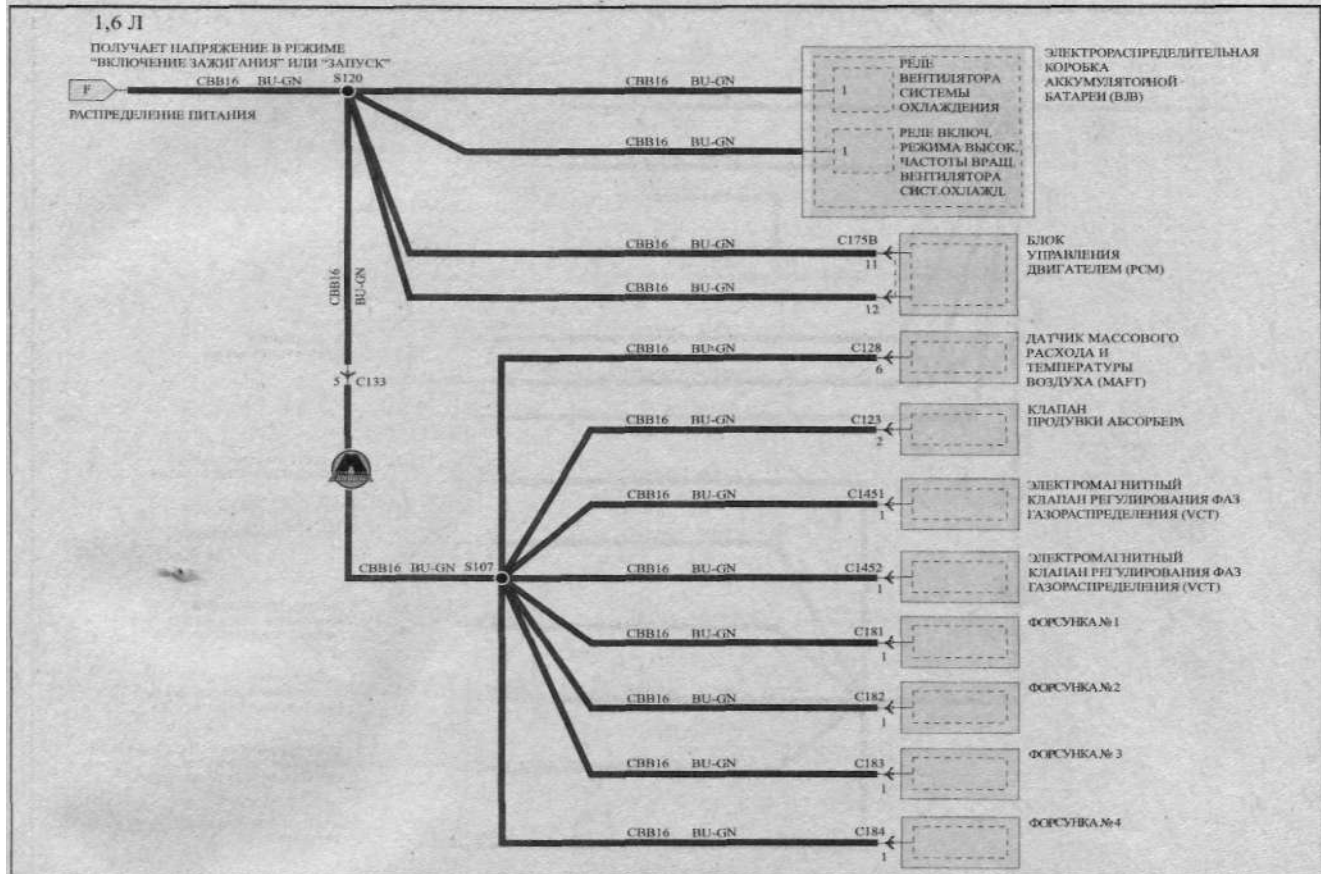 1,6 Л
ПОЛУЧАЕТ НАПРЯЖЕНИЕ В РЕЖИМЕ
“ВКЛЮЧЕНИЕ ЗАЖИГАНИЯ” ИЛИ “ЗАПУСК”
F
CBB16 BU-GN S120
РАСПРЕДЕЛЕНИЕ ПИТАНИЯ
CBB16 BU-GN
1
РЕЛЕ
ВЕНТИЛЯТОРА
СИСТЕМЫ
ОХЛАЖДЕНИЯ
ЭЛЕКТРОРАСПРЕДЕЛИТЕЛЬНАЯ
КОРОБКА
АККУМУЛЯТОРНОЙ
БАТАРЕИ (BJB)
CBB16 BU-GN
1
РЕЛЕ ВКЛЮЧ.
РЕЖИМА ВЫСОК.
ЧАСТОТЫ ВРАЩ.
ВЕНТИЛЯТОРА
СИСТ.ОХЛАЖД.
CBB16 BU-GN C175B
11
БЛОК
УПРАВЛЕНИЯ
ДВИГАТЕЛЕМ (PCM)
CBB16 BU-GN
12
CBB16 BU-GN
5 C133
CBB16 BU-GN C128
6
ДАТЧИК МАССОВОГО
РАСХОДА И
ТЕМПЕРАТУРЫ
ВОЗДУХА (MAFT)
CBB16 BU-GN C123
2
КЛАПАН
ПРОДУВКИ АБСОРБЕРА
CBB16 BU-GN C1451
1
ЭЛЕКТРОМАГНИТНЫЙ
КЛАПАН РЕГУЛИРОВАНИЯ ФАЗ
ГАЗОРАСПРЕДЕЛЕНИЯ (VCT)
CBB16 BU-GN S107
CBB16 BU-GN C1452
1
ЭЛЕКТРОМАГНИТНЫЙ
КЛАПАН РЕГУЛИРОВАНИЯ ФАЗ
ГАЗОРАСПРЕДЕЛЕНИЯ (VCT)
CBB16 BU-GN C181
1
ФОРСУНКА №1
CBB16 BU-GN C182
1
ФОРСУНКА №2
CBB16 BU-GN C183
1
ФОРСУНКА № 3
CBB16 BU-GN C184
1
ФОРСУНКА №4